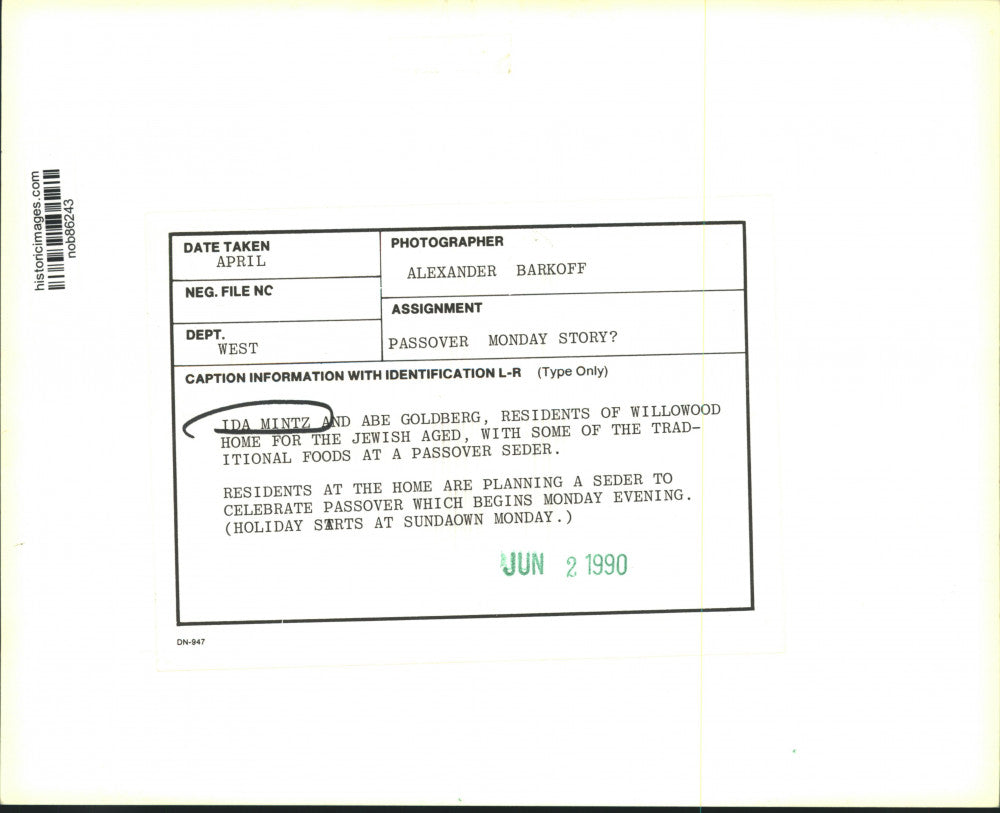 historicimages.com
nob86243
DATE TAKEN
APRIL
PHOTOGRAPHER
ALEXANDER BARKOFF
NEG. FILE NC
ASSIGNMENT
PASSOVER MONDAY STORY?
DEPT.
WEST
CAPTION INFORMATION WITH IDENTIFICATION L-R (Type Only)
IDA MINTZ AND ABE GOLDBERG, RESIDENTS OF WILLOWOOD
HOME FOR THE JEWISH AGED, WITH SOME OF THE TRAD-
ITIONAL FOODS AT A PASSOVER SEDER.
RESIDENTS AT THE HOME ARE PLANNING A SEDER TO
CELEBRATE PASSOVER WHICH BEGINS MONDAY EVENING.
(HOLIDAY STARTS AT SUNDAOWN MONDAY.)
JUN 2 1990
DN-947